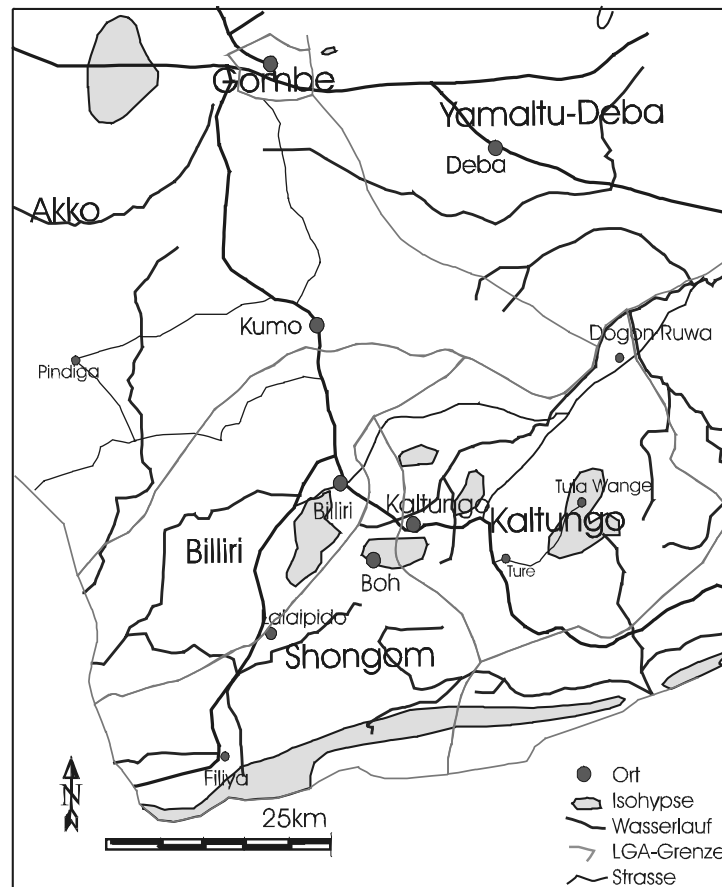 Gombe
Yamaltu-Deba
Deba
Akko
Kumo
Dogon Ruwa
Pindiga
Tula Wange
Billiri
Kaltungo
Kaltungo
Billiri
Boh
Ture
Lalaipido
Shongom
Filiya
N
25km
Ort
Isohypse
Wasserlauf
LGA-Grenze
Strasse